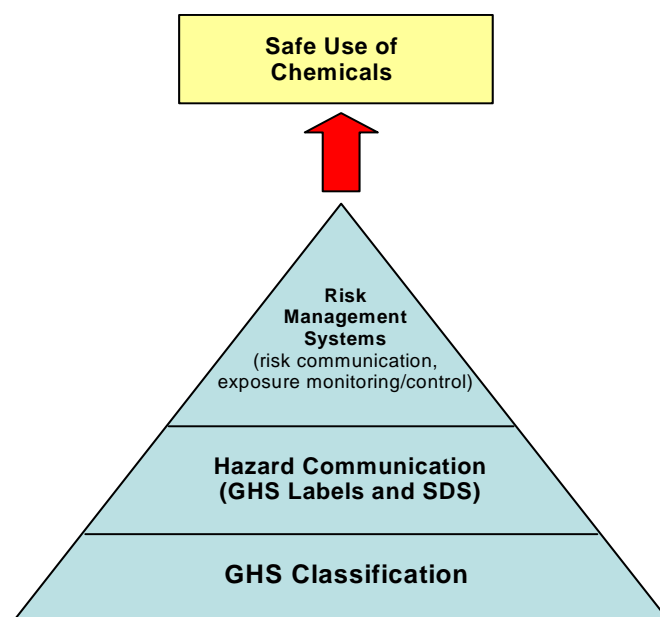 Safe Use of
Chemicals
Risk
Management
Systems
(risk communication,
exposure monitoring/control)
Hazard Communication
(GHS Labels and SDS)
GHS Classification